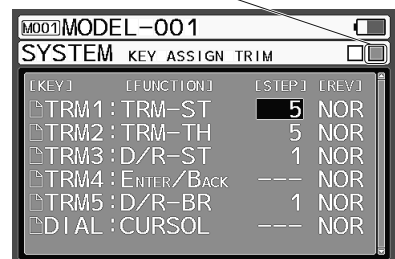 M001 MODEL-001
SYSTEM KEY ASSIGN TRIM
[KEY] [FUNCTION] [STEP] [REV]
TRM1:TRM-ST 5 NOR
TRM2:TRM-TH 5 NOR
TRM3:D/R-ST 1 NOR
TRM4:ENTER/BACK --- NOR
TRM5:D/R-BR 1 NOR
DIAL:CURSOL --- NOR